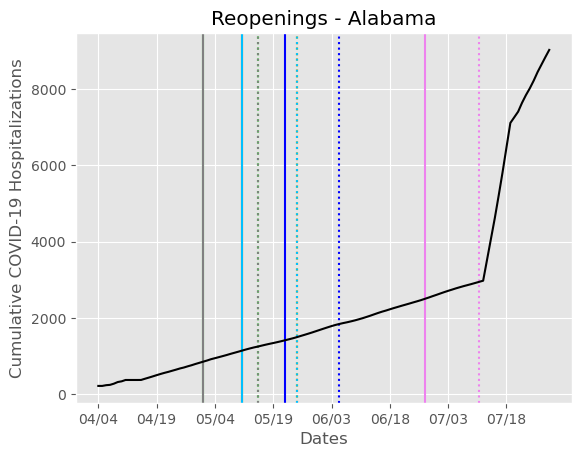 Reopenings - Alabama
Cumulative COVID-19 Hospitalizations
8000
6000
4000
2000
0
04/04 04/19 05/04 05/19 06/03 06/18 07/03 07/18
Dates